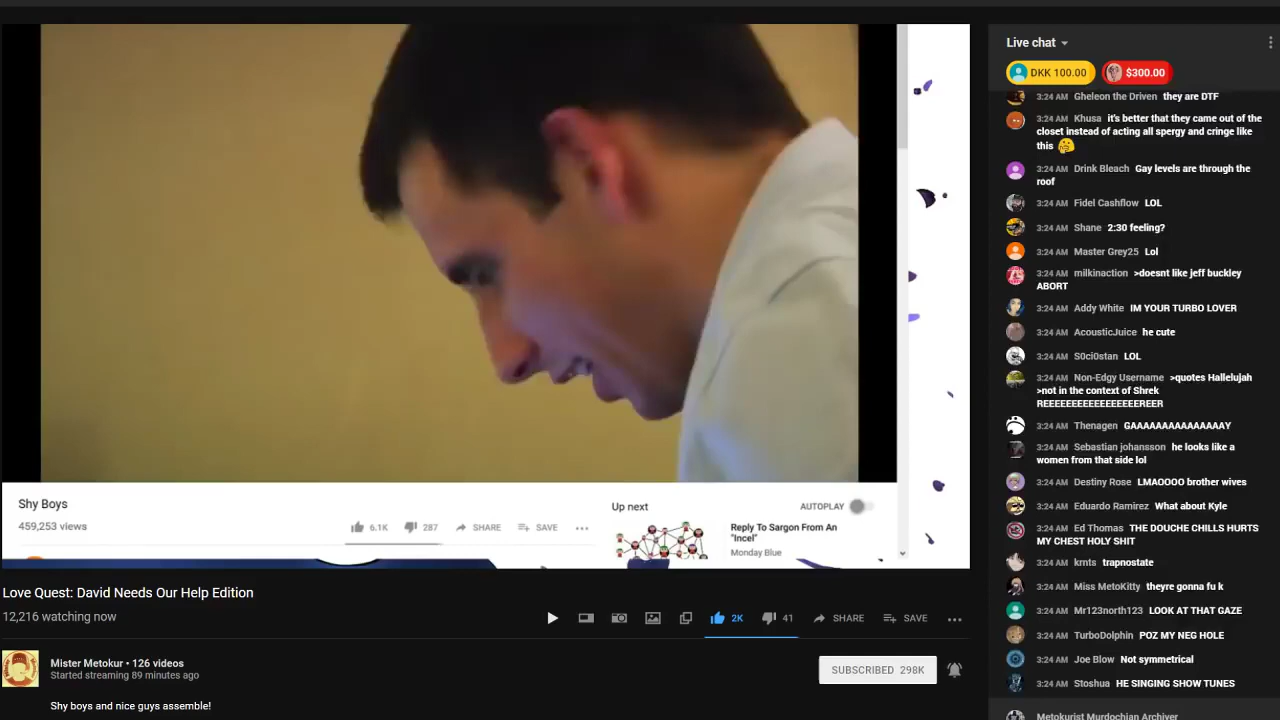 Shy Boys
459,253 views
6.1K
287
SHARE
SAVE
Up next
AUTOPLAY
Reply To Sargon From An
"Incel"
Monday Blue
Love Quest: David Needs Our Help Edition
12,216 watching now
2K
41
SHARE
SAVE
Mister Metokur • 126 videos
Started streaming 89 minutes ago
SUBSCRIBED 298K
Shy boys and nice guys assemble!
Live chat
DKK 100.00
$300.00
3:24 AM Gheleon the Driven they are DTF
3:24 AM Khusa it's better that they came out of the
closet instead of acting all spergy and cringe like
this 🤔
3:24 AM Drink Bleach Gay levels are through the
roof
3:24 AM Fidel Cashflow LOL
3:24 AM Shane 2:30 feeling?
3:24 AM Master Grey25 Lol
3:24 AM milkinaction >doesnt like jeff buckley
ABORT
3:24 AM Addy White IM YOUR TURBO LOVER
3:24 AM AcousticJuice he cute
3:24 AM S0ci0stan LOL
3:24 AM Non-Edgy Username >quotes Hallelujah
>not in the context of Shrek
REEEEEEEEEEEEEEEREER
3:24 AM Thenagen GAAAAAAAAAAAAAAY
3:24 AM Sebastian johansson he looks like a
women from that side lol
3:24 AM Destiny Rose LMAOOOO brother wives
3:24 AM Eduardo Ramirez What about Kyle
3:24 AM Ed Thomas THE DOUCHE CHILLS HURTS
MY CHEST HOLY SHIT
3:24 AM krnts trapnostate
3:24 AM Miss MetoKitty theyre gonna fu k
3:24 AM Mr123north123 LOOK AT THAT GAZE
3:24 AM TurboDolphin POZ MY NEG HOLE
3:24 AM Joe Blow Not symmetrical
3:24 AM Stoshua HE SINGING SHOW TUNES
Metokurist Murdochian Archiver